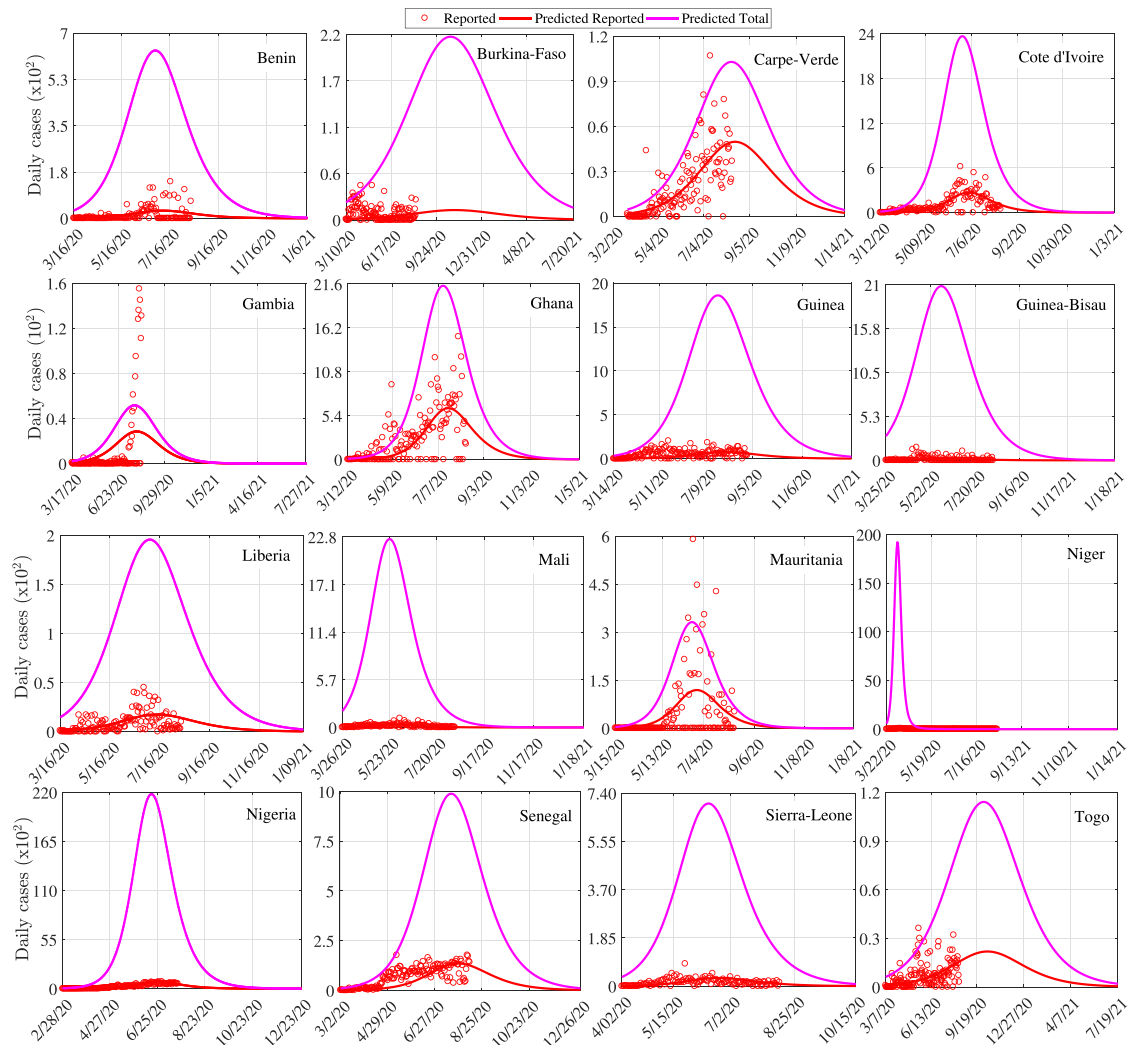 Reported Predicted Reported Predicted Total
Daily cases (x10²)
7
5.3
3.5
1.8
0
Benin
3/16/20 5/16/20 7/16/20 9/16/20 11/16/20 1/6/21
2.2
1.7
1.1
0.6
0
Burkina-Faso
3/10/20 6/17/20 9/24/20 12/31/20 4/8/21 7/20/21
1.2
0.9
0.6
0.3
0
Carpe-Verde
3/2/20 5/4/20 7/4/20 9/5/20 11/9/20 1/14/21
24
18
12
6
0
Cote d'Ivoire
3/12/20 5/09/20 7/6/20 9/2/20 10/30/20 1/3/21
Daily cases (10²)
1.6
1.2
0.8
0.4
0
Gambia
3/17/20 6/23/20 9/29/20 1/5/21 4/16/21 7/27/21
21.6
16.2
10.8
5.4
0
Ghana
3/12/20 5/9/20 7/7/20 9/3/20 11/3/20 1/5/21
20
15
10
5
0
Guinea
3/14/20 5/11/20 7/9/20 9/5/20 11/6/20 1/7/21
21
15.8
10.5
5.3
0
Guinea-Bisau
3/25/20 5/22/20 7/20/20 9/16/20 11/17/20 1/18/21
Daily cases (x10²)
2
1.5
1
0.5
0
Liberia
3/16/20 5/16/20 7/16/20 9/16/20 11/16/20 1/09/21
22.8
17.1
11.4
5.7
0
Mali
3/26/20 5/23/20 7/20/20 9/17/20 11/17/20 1/18/21
6
4.5
3
1.5
0
Mauritania
3/15/20 5/13/20 7/4/20 9/6/20 11/8/20 1/8/21
200
150
100
50
0
Niger
3/22/20 5/19/20 7/16/20 9/13/20 11/10/20 1/14/21
Daily cases (x10²)
220
165
110
55
0
Nigeria
2/28/20 4/27/20 6/25/20 8/23/20 10/23/20 12/23/20
10
7.5
5
2.5
0
Senegal
3/2/20 4/29/20 6/27/20 8/25/20 10/23/20 12/26/20
7.40
5.55
3.70
1.85
0
Sierra-Leone
4/02/20 5/15/20 7/2/20 8/25/20 10/15/20
1.2
0.9
0.6
0.3
0
Togo
3/7/20 6/13/20 9/19/20 12/27/20 4/7/21 7/19/21